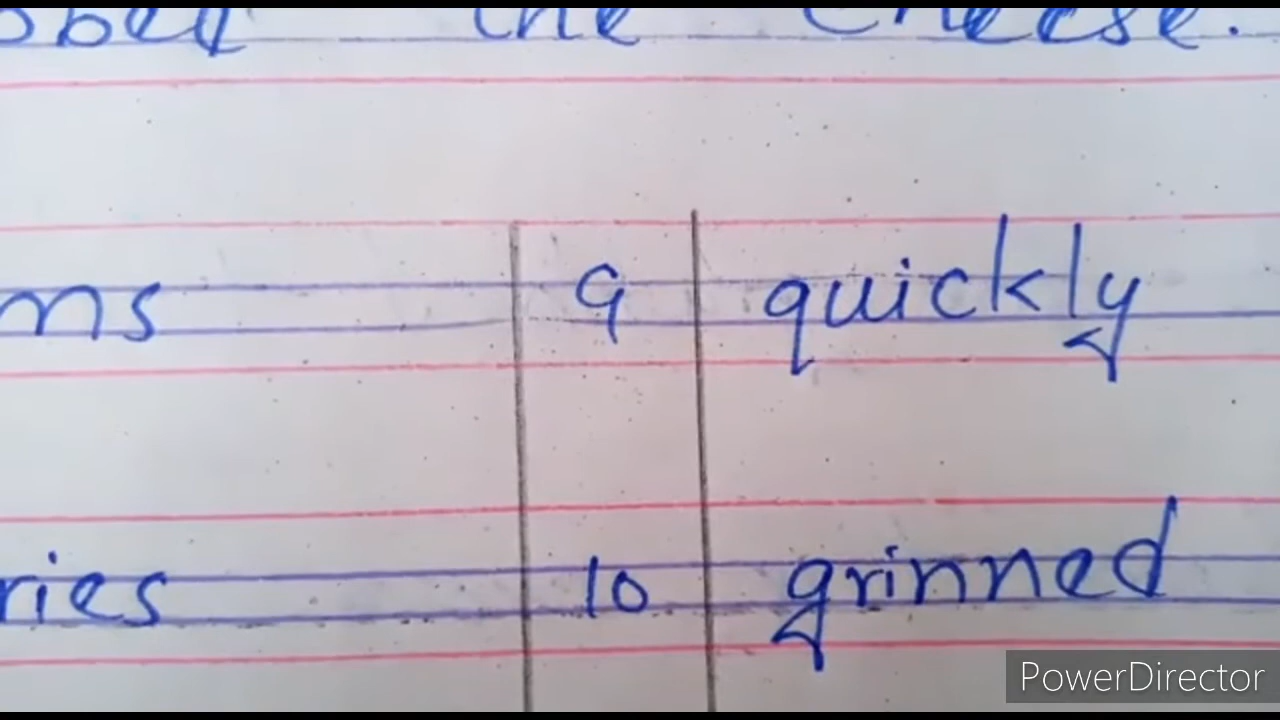 the cheese.
ms 9 quickly
ries 10 grinned
PowerDirector